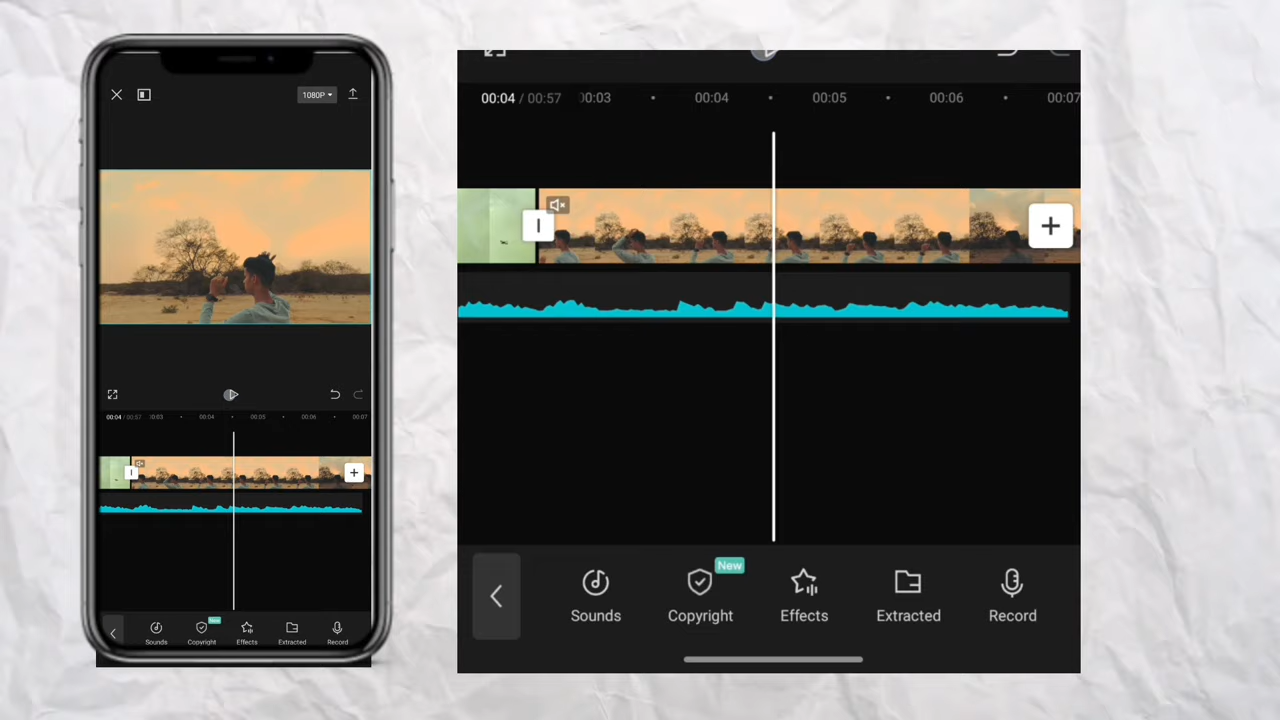 1080P
00:04 / 00:57 00:03 00:04 00:05 00:06 00:07
Sounds
New
Copyright
Effects
Extracted
Record
00:04 / 00:57 :03 00:04 00:05 00:06 00:07
New
Sounds
Copyright
Effects
Extracted
Record